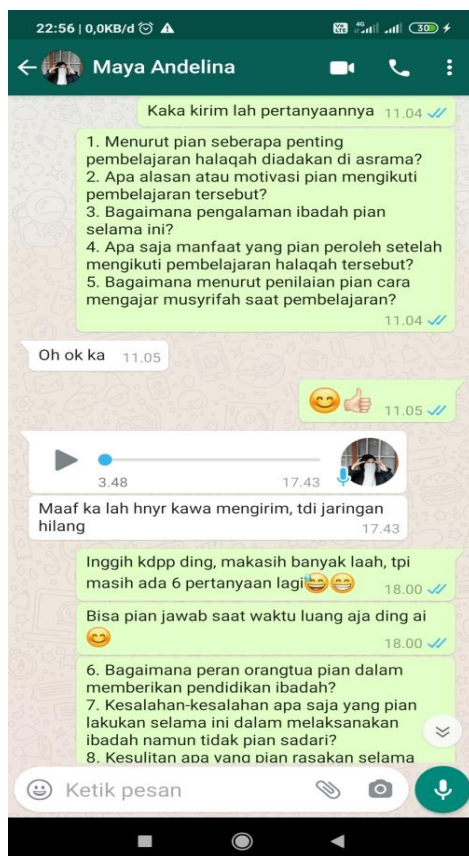 22:56 | 0,0KB/d
Vo LTE 4G 30
Maya Andelina
Kaka kirim lah pertanyaannya 11.04
1. Menurut pian seberapa penting
pembelajaran halaqah diadakan di asrama?
2. Apa alasan atau motivasi pian mengikuti
pembelajaran tersebut?
3. Bagaimana pengalaman ibadah pian
selama ini?
4. Apa saja manfaat yang pian peroleh setelah
mengikuti pembelajaran halaqah tersebut?
5. Bagaimana menurut penilaian pian cara
mengajar musyrifah saat pembelajaran?
11.04
Oh ok ka 11.05
😊👍 11.05
3.48 17.43
Maaf ka lah hnyr kawa mengirim, tdi jaringan
hilang 17.43
Inggih kdpp ding, makasih banyak laah, tpi
masih ada 6 pertanyaan lagi😅😁 18.00
Bisa pian jawab saat waktu luang aja ding ai
😊 18.00
6. Bagaimana peran orangtua pian dalam
memberikan pendidikan ibadah?
7. Kesalahan-kesalahan apa saja yang pian
lakukan selama ini dalam melaksanakan
ibadah namun tidak pian sadari?
8. Kesulitan apa yang pian rasakan selama
Ketik pesan